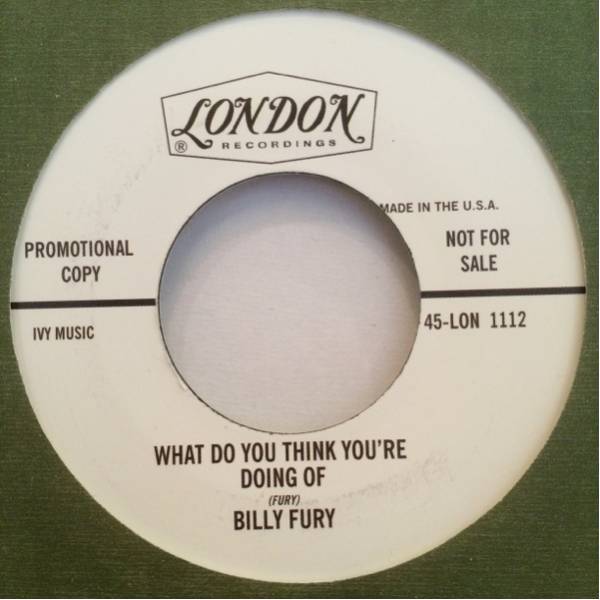 LONDON
® RECORDINGS
MADE IN THE U.S.A.
PROMOTIONAL
COPY
NOT FOR
SALE
IVY MUSIC
45-LON 1112
WHAT DO YOU THINK YOU'RE
DOING OF
(FURY)
BILLY FURY